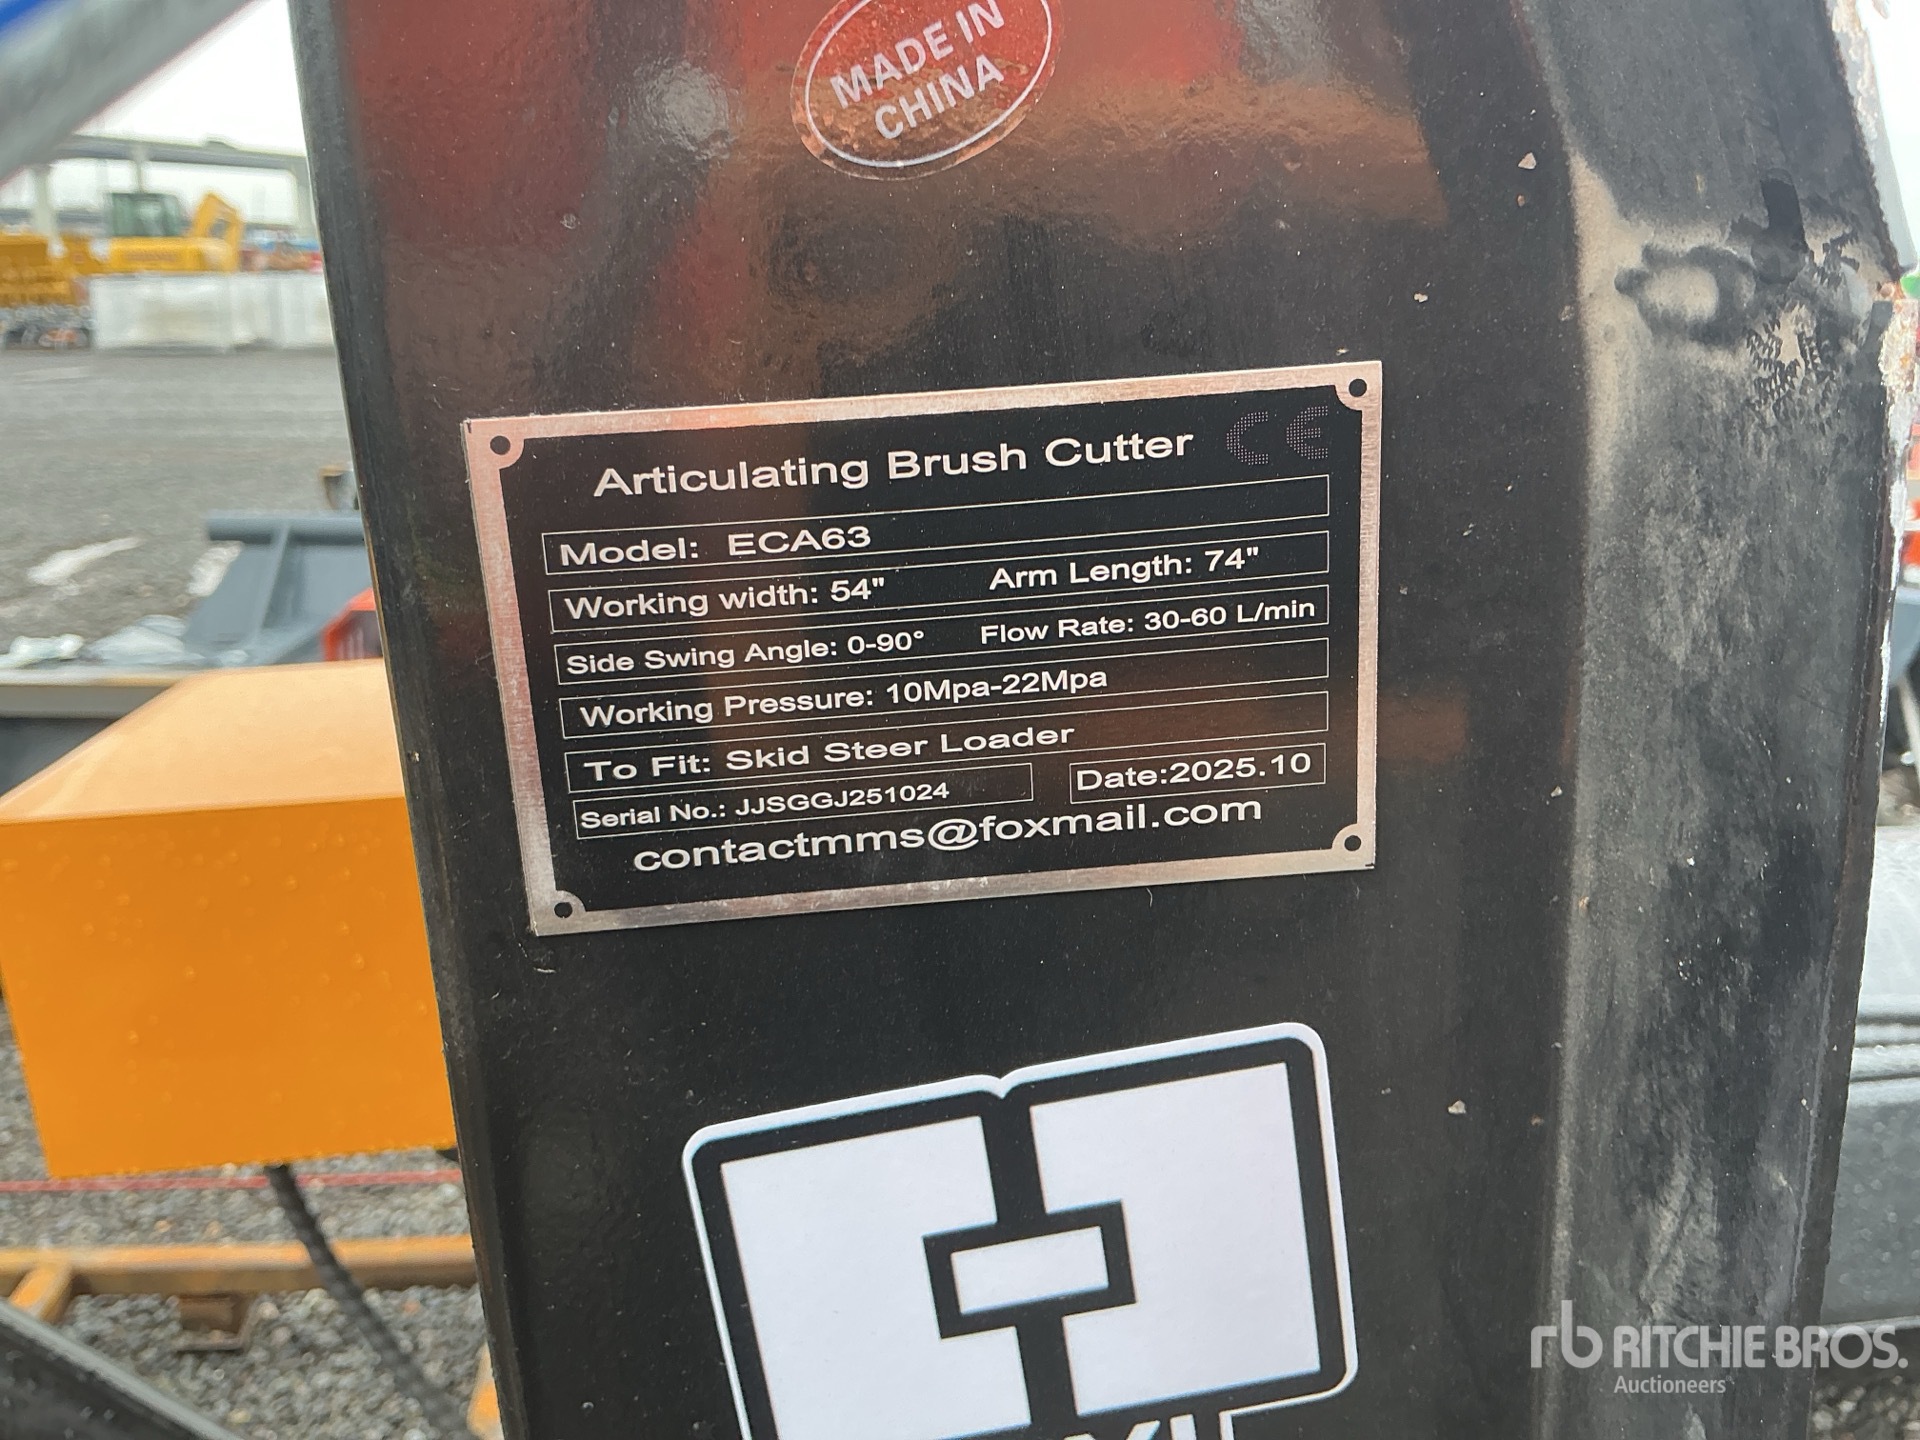 MADE IN
CHINA
Articulating Brush Cutter CE
Model: ECA63
Working width: 54" Arm Length: 74"
Side Swing Angle: 0-90° Flow Rate: 30-60 L/min
Working Pressure: 10Mpa-22Mpa
To Fit: Skid Steer Loader
Serial No.: JJSGGJ251024 Date:2025.10
contactmms@foxmail.com
rb RITCHIE BROS.
Auctioneers